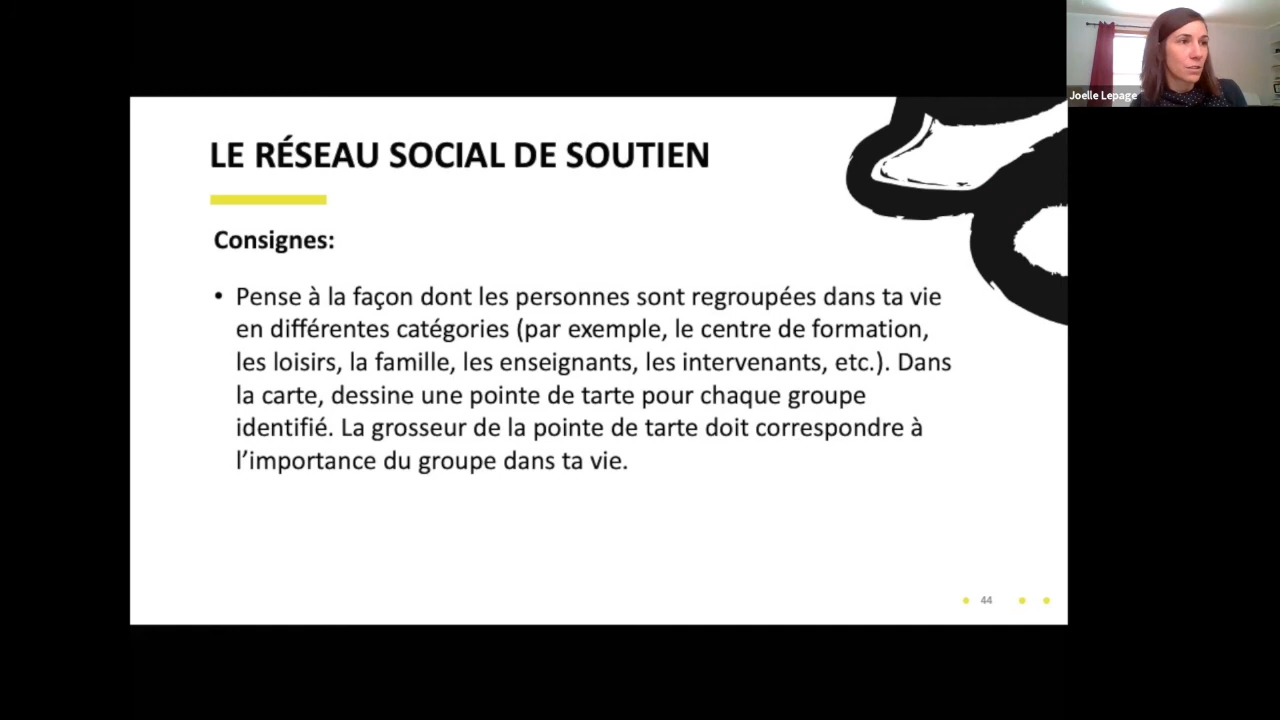 Joelle Lepage
LE RÉSEAU SOCIAL DE SOUTIEN
Consignes:
• Pense à la façon dont les personnes sont regroupées dans ta vie
en différentes catégories (par exemple, le centre de formation,
les loisirs, la famille, les enseignants, les intervenants, etc.). Dans
la carte, dessine une pointe de tarte pour chaque groupe
identifié. La grosseur de la pointe de tarte doit correspondre à
l’importance du groupe dans ta vie.
44